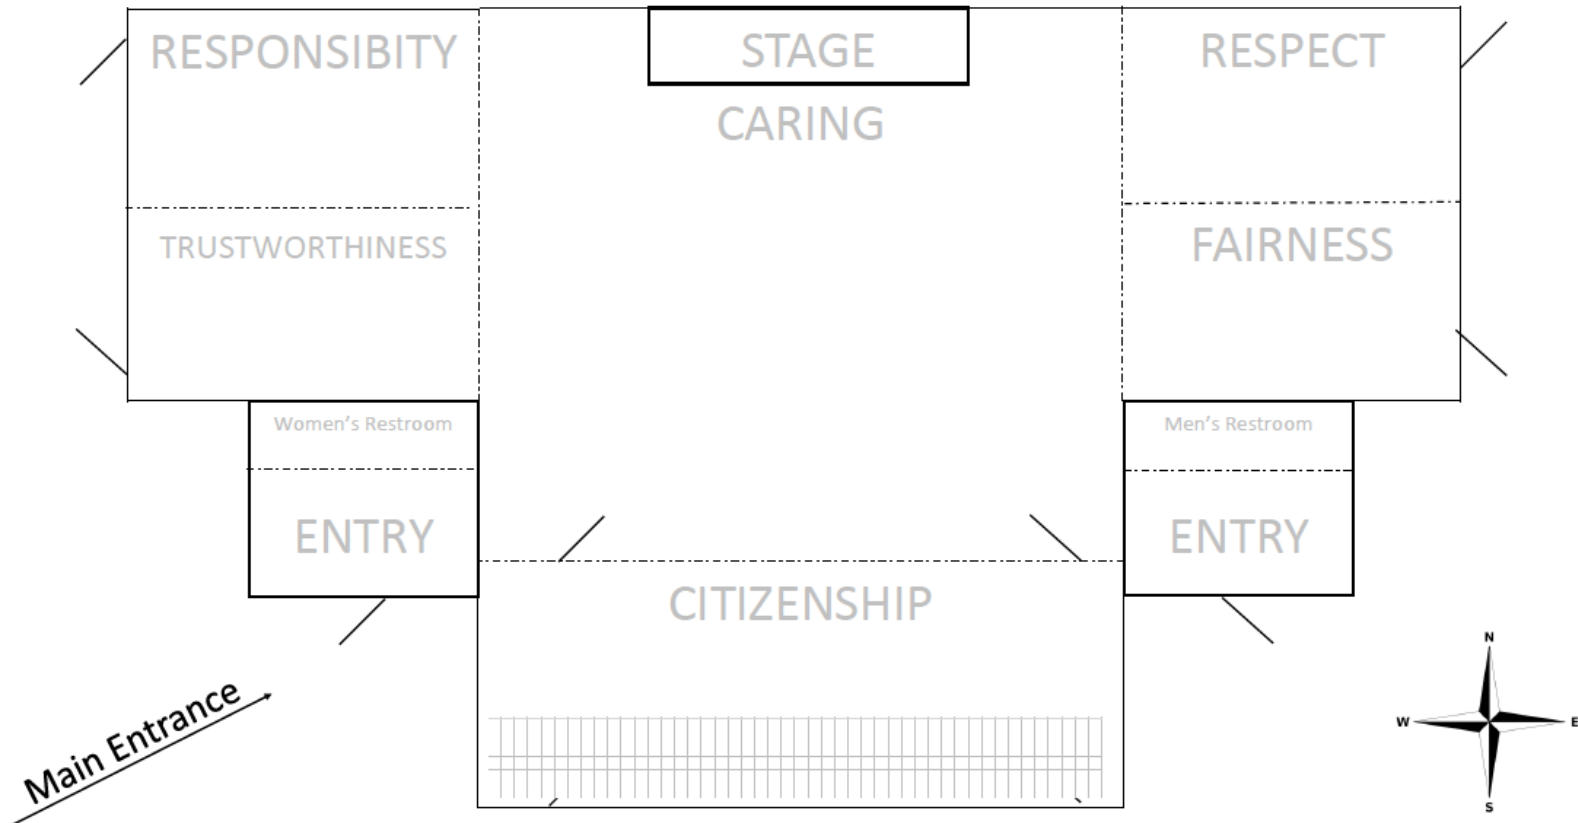 RESPONSIBITY
STAGE
RESPECT
CARING
TRUSTWORTHINESS
FAIRNESS
Women's Restroom
Men's Restroom
ENTRY
ENTRY
CITIZENSHIP
Main Entrance
N
W
E
S